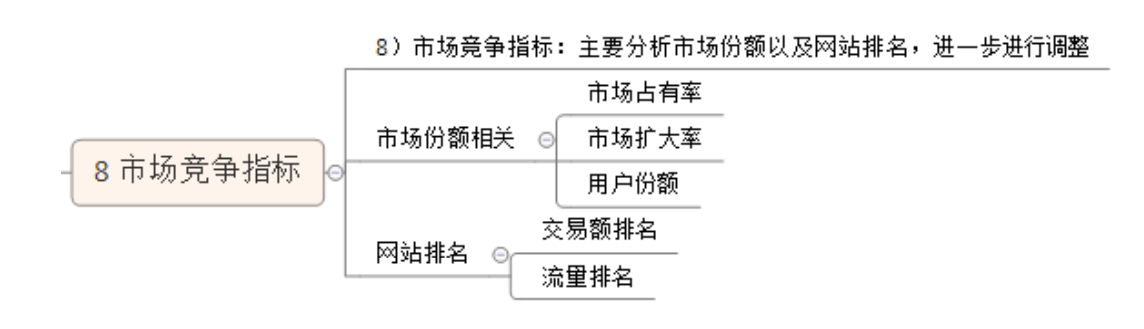 8）市场竞争指标：主要分析市场份额以及网站排名，进一步进行调整
市场占有率
市场份额相关
市场扩大率
8 市场竞争指标
用户份额
交易额排名
网站排名
流量排名